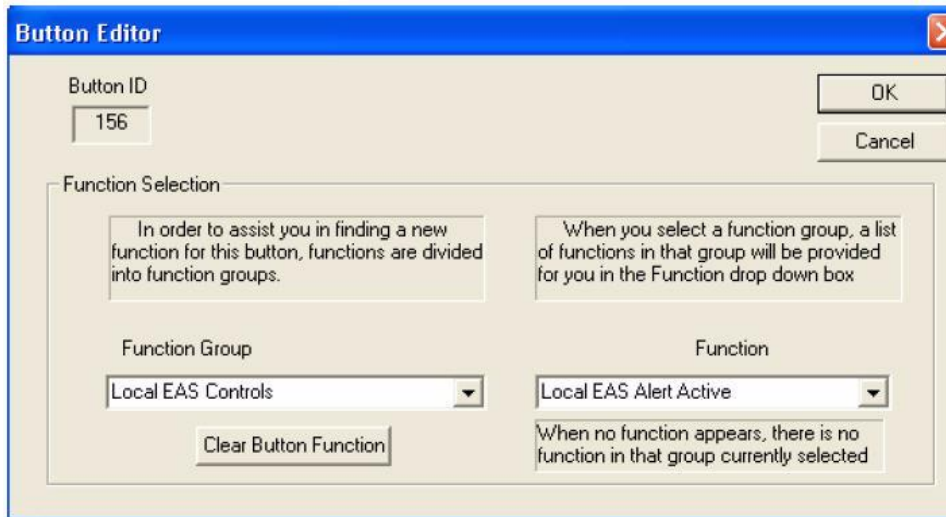 Button Editor
Button ID
156
OK
Cancel
Function Selection
In order to assist you in finding a new
function for this button, functions are divided
into function groups.
When you select a function group, a list
of functions in that group will be provided
for you in the Function drop down box
Function Group
Function
Local EAS Controls
Local EAS Alert Active
Clear Button Function
When no function appears, there is no
function in that group currently selected